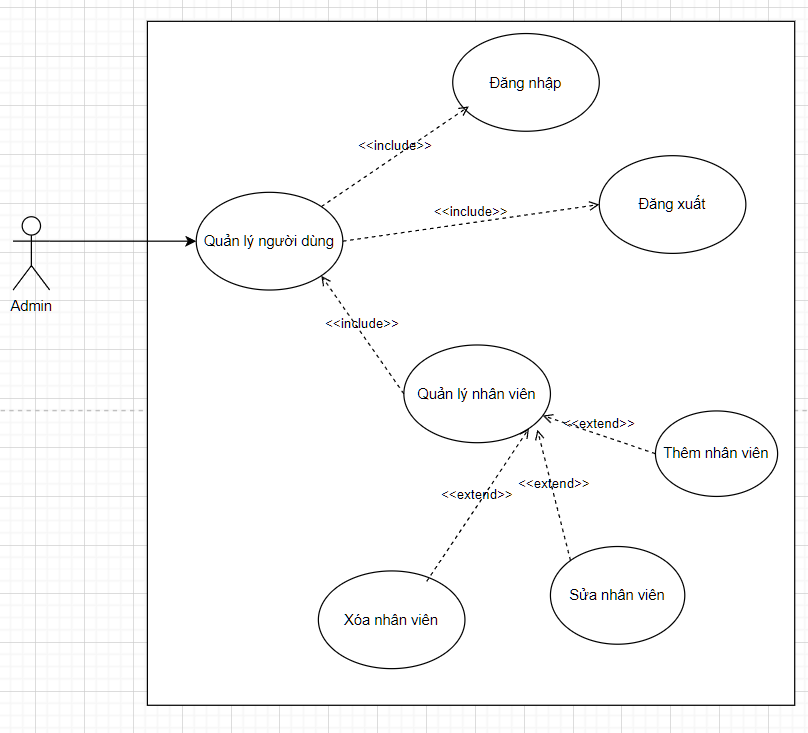 Đăng nhập
<<include>>
Đăng xuất
<<include>>
Quản lý người dùng
Admin
<<include>>
Quản lý nhân viên
<<extend>>
Thêm nhân viên
<<extend>>
<<extend>>
Sửa nhân viên
Xóa nhân viên